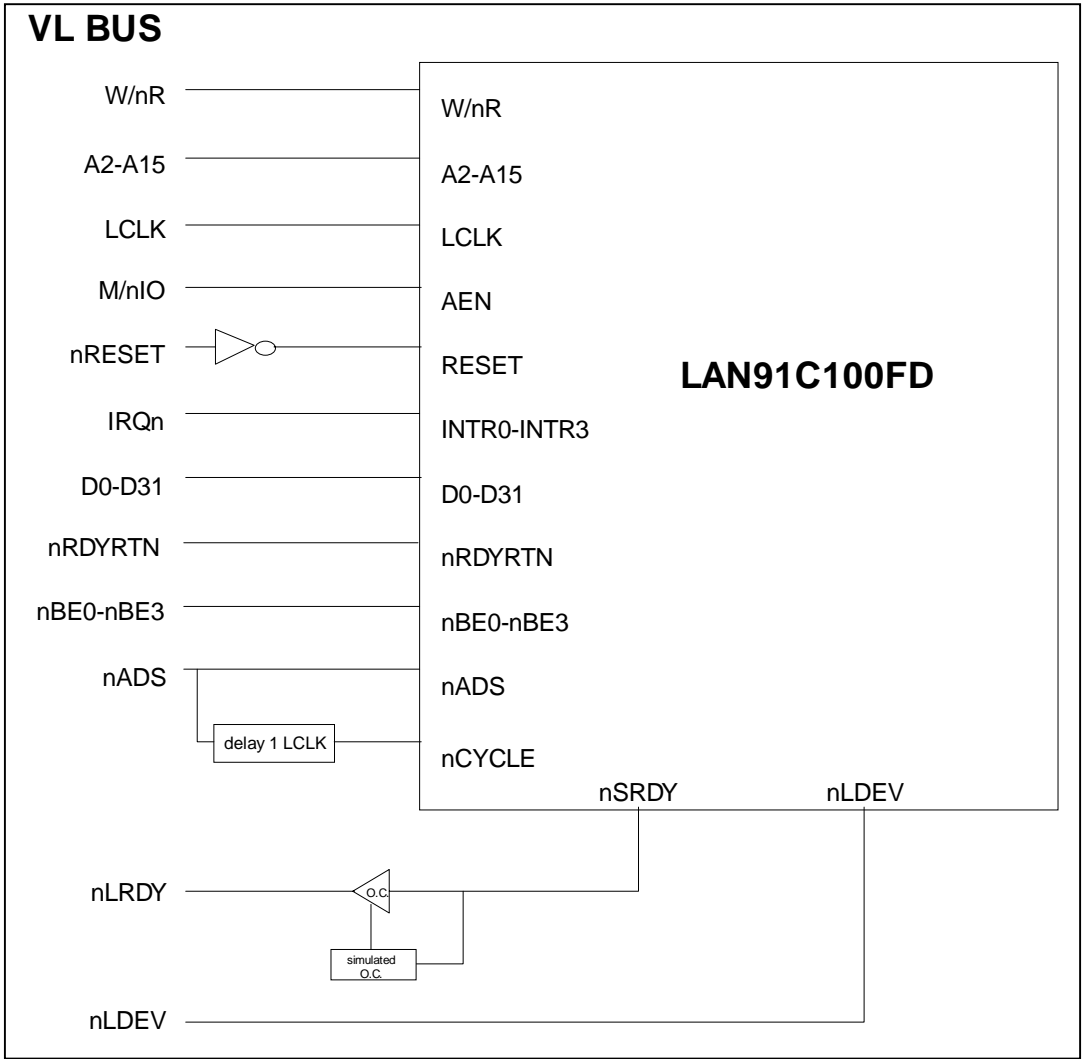 VL BUS
W/nR
W/nR
A2-A15
A2-A15
LCLK
LCLK
M/nIO
AEN
nRESET
RESET
LAN91C100FD
IRQn
INTR0-INTR3
D0-D31
D0-D31
nRDYRTN
nRDYRTN
nBE0-nBE3
nBE0-nBE3
nADS
nADS
delay 1 LCLK
nCYCLE
nSRDY
nLDEV
nLRDY
O.C.
simulated
O.C.
nLDEV